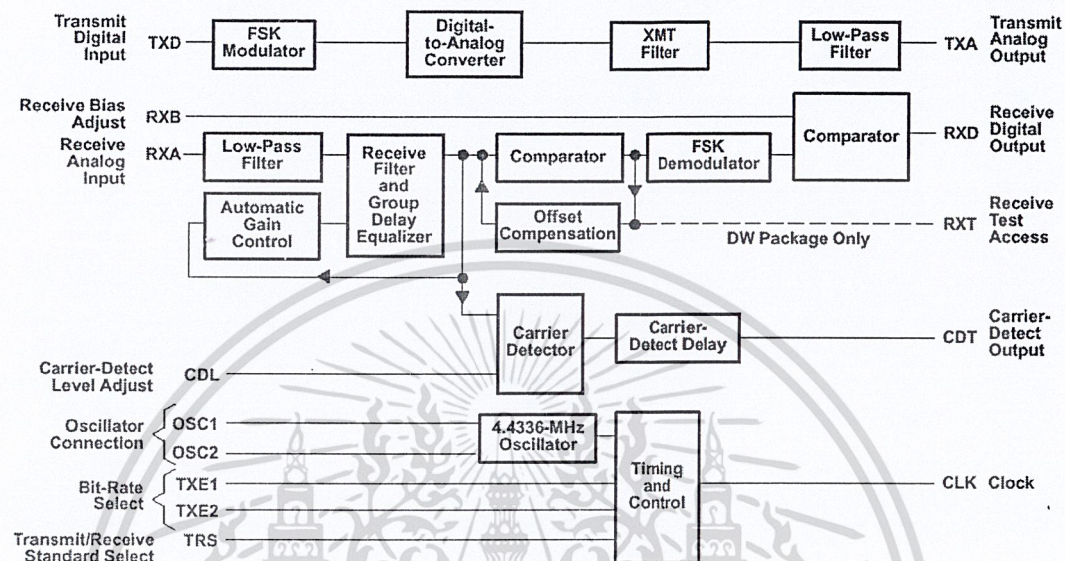 Transmit
Digital
Input
TXD
FSK
Modulator
Digital-
to-Analog
Converter
XMT
Filter
Low-Pass
Filter
TXA
Transmit
Analog
Output
Receive Bias
Adjust
RXB
Receive
Analog
Input
RXA
Low-Pass
Filter
Receive
Filter
and
Group
Delay
Equalizer
Comparator
FSK
Demodulator
Comparator
RXD
Receive
Digital
Output
Automatic
Gain
Control
Offset
Compensation
DW Package Only
RXT
Receive
Test
Access
Carrier
Detector
Carrier-
Detect Delay
CDT
Carrier-
Detect
Output
Carrier-Detect
Level Adjust
CDL
Oscillator
Connection
OSC1
OSC2
4.4336-MHz
Oscillator
Bit-Rate
Select
TXE1
TXE2
Timing
and
Control
CLK Clock
Transmit/Receive
Standard Select
TRS